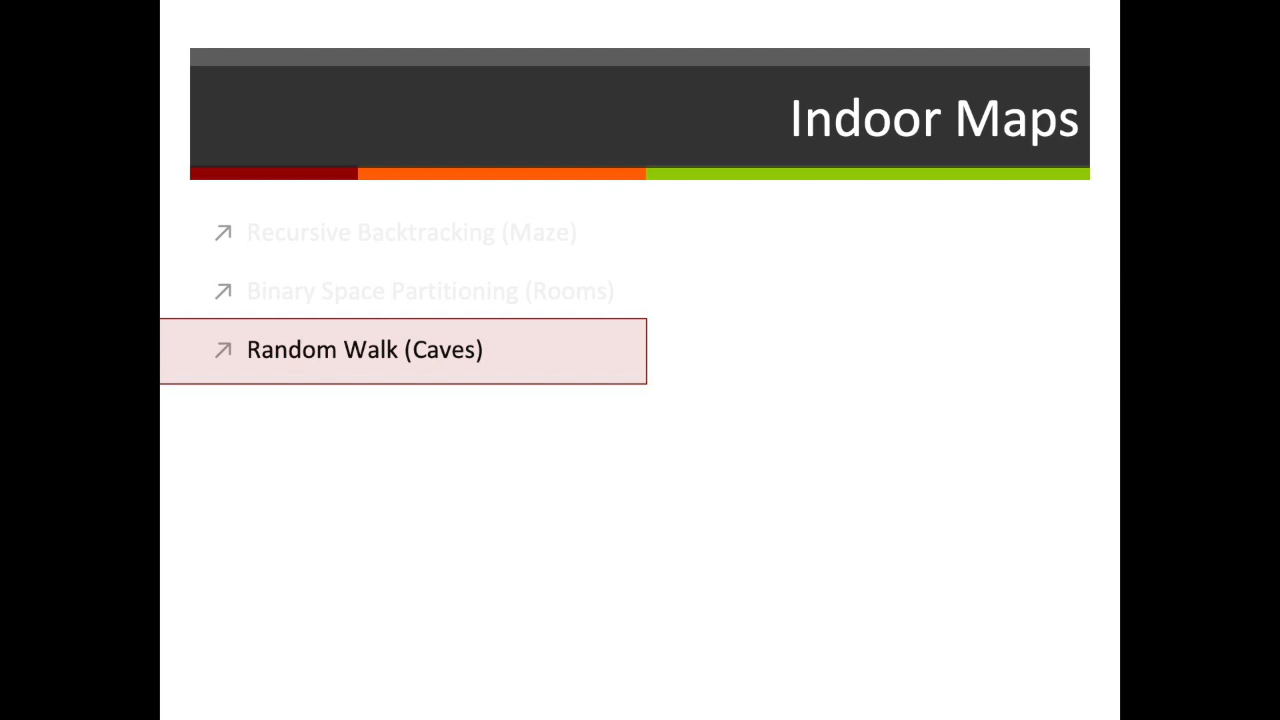 Indoor Maps
Recursive Backtracking (Maze)
Binary Space Partitioning (Rooms)
Random Walk (Caves)